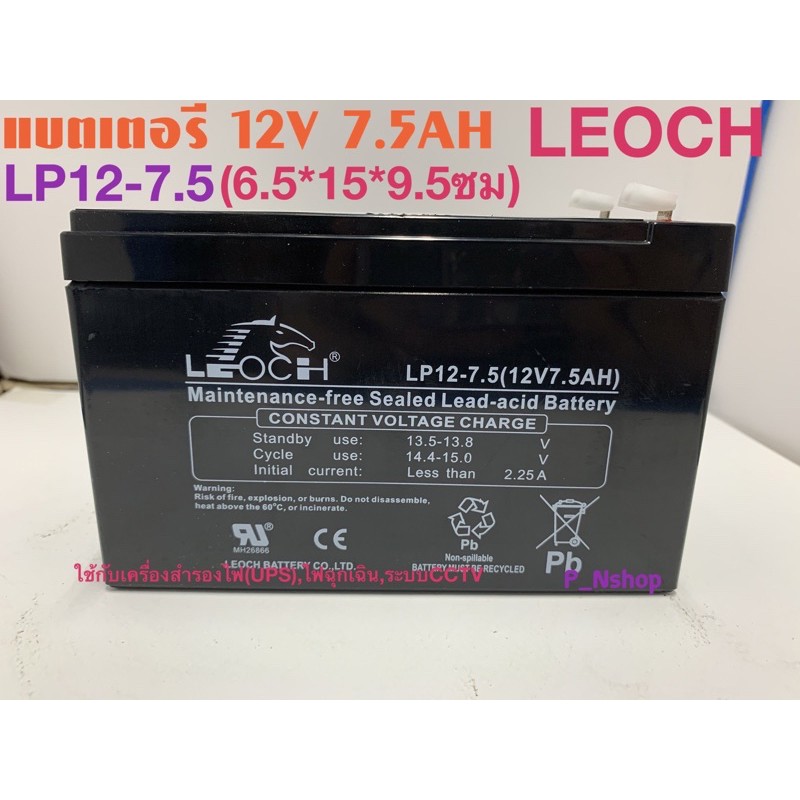 แบตเตอรี่ 12V 7.5AH LEOCH
LP12-7.5(6.5*15*9.5ซม)
LEOCH®
LP12-7.5(12V7.5AH)
Maintenance-free Sealed Lead-acid Battery
CONSTANT VOLTAGE CHARGE
Standby use: 13.5-13.8 V
Cycle use: 14.4-15.0 V
Initial current: Less than 2.25A
Warning:
Risk of fire, explosion, or burns. Do not disassemble,
heat above the 60°C, or incinerate.
MH26866
LEOCH BATTERY CO.,LTD.
Pb
Non-spillable
BATTERY MUST BE RECYCLED
Pb
ใช้กับเครื่องสำรองไฟ(UPS),ไฟฉุกเฉิน,ระบบCCTV
P_Nshop